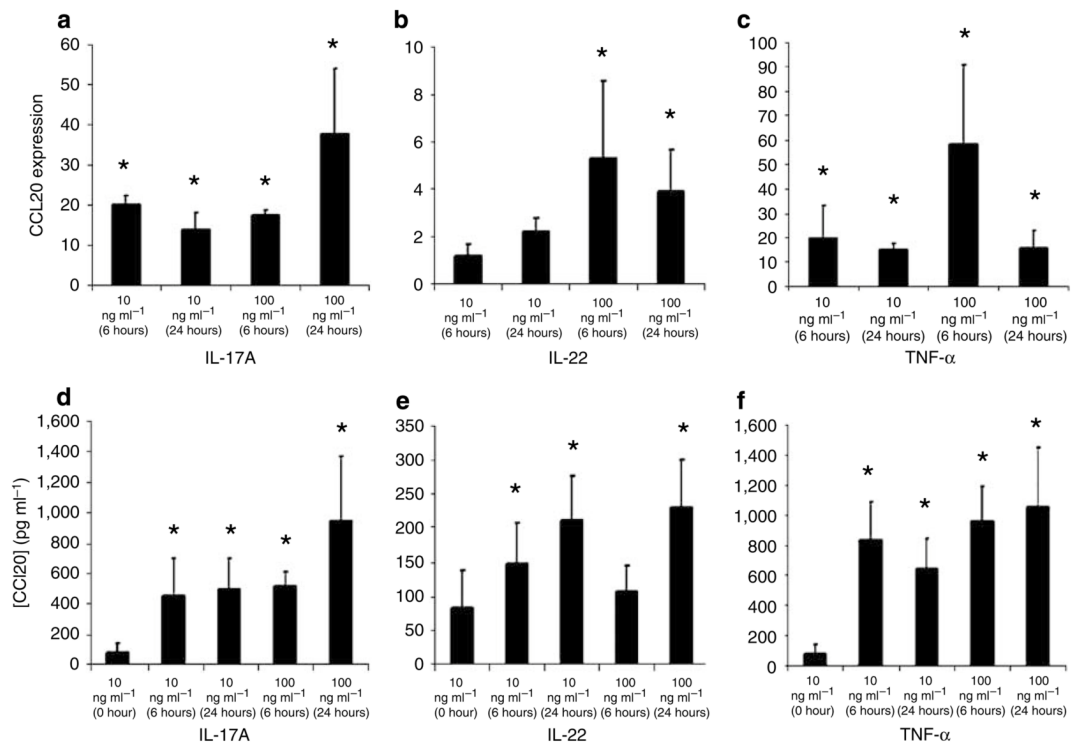 a
CCL20 expression
60
50
40
30
20
10
0
* * * *
10 10 100 100
ng ml⁻¹ ng ml⁻¹ ng ml⁻¹ ng ml⁻¹
(6 hours) (24 hours) (6 hours) (24 hours)
IL-17A
b
10
8
6
4
2
0
* *
10 10 100 100
ng ml⁻¹ ng ml⁻¹ ng ml⁻¹ ng ml⁻¹
(6 hours) (24 hours) (6 hours) (24 hours)
IL-22
c
100
90
80
70
60
50
40
30
20
10
0
* * * *
10 10 100 100
ng ml⁻¹ ng ml⁻¹ ng ml⁻¹ ng ml⁻¹
(6 hours) (24 hours) (6 hours) (24 hours)
TNF-α
d
[CCl20] (pg ml⁻¹)
1,600
1,400
1,200
1,000
800
600
400
200
0
* * * *
10 10 10 100 100
ng ml⁻¹ ng ml⁻¹ ng ml⁻¹ ng ml⁻¹ ng ml⁻¹
(0 hour) (6 hours) (24 hours) (6 hours) (24 hours)
IL-17A
e
350
300
250
200
150
100
50
0
* * *
10 10 10 100 100
ng ml⁻¹ ng ml⁻¹ ng ml⁻¹ ng ml⁻¹ ng ml⁻¹
(0 hour) (6 hours) (24 hours) (6 hours) (24 hours)
IL-22
f
1,600
1,400
1,200
1,000
800
600
400
200
0
* * * *
10 10 10 100 100
ng ml⁻¹ ng ml⁻¹ ng ml⁻¹ ng ml⁻¹ ng ml⁻¹
(0 hour) (6 hours) (24 hours) (6 hours) (24 hours)
TNF-α